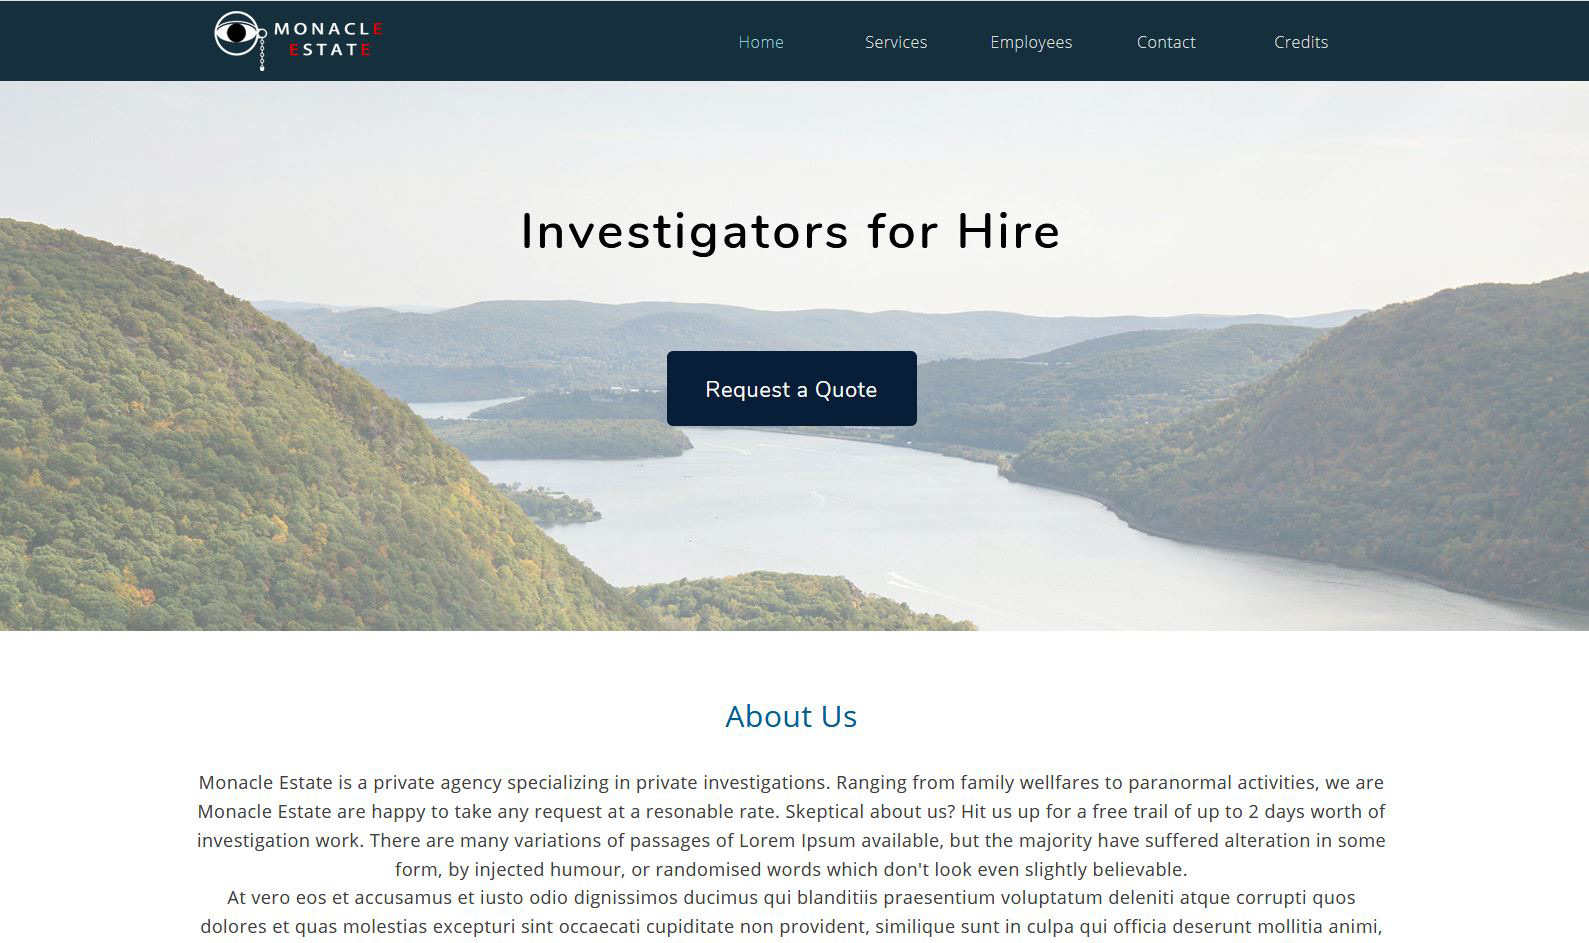 MONACLE
ESTATE
Home
Services
Employees
Contact
Credits
Investigators for Hire
Request a Quote
About Us
Monacle Estate is a private agency specializing in private investigations. Ranging from family wellfares to paranormal activities, we are
Monacle Estate are happy to take any request at a resonable rate. Skeptical about us? Hit us up for a free trail of up to 2 days worth of
investigation work. There are many variations of passages of Lorem Ipsum available, but the majority have suffered alteration in some
form, by injected humour, or randomised words which don't look even slightly believable.
At vero eos et accusamus et iusto odio dignissimos ducimus qui blanditiis praesentium voluptatum deleniti atque corrupti quos
dolores et quas molestias excepturi sint occaecati cupiditate non provident, similique sunt in culpa qui officia deserunt mollitia animi,